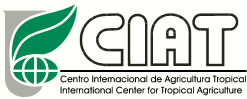 CIAT
Centro Internacional de Agricultura Tropical
International Center for Tropical Agriculture